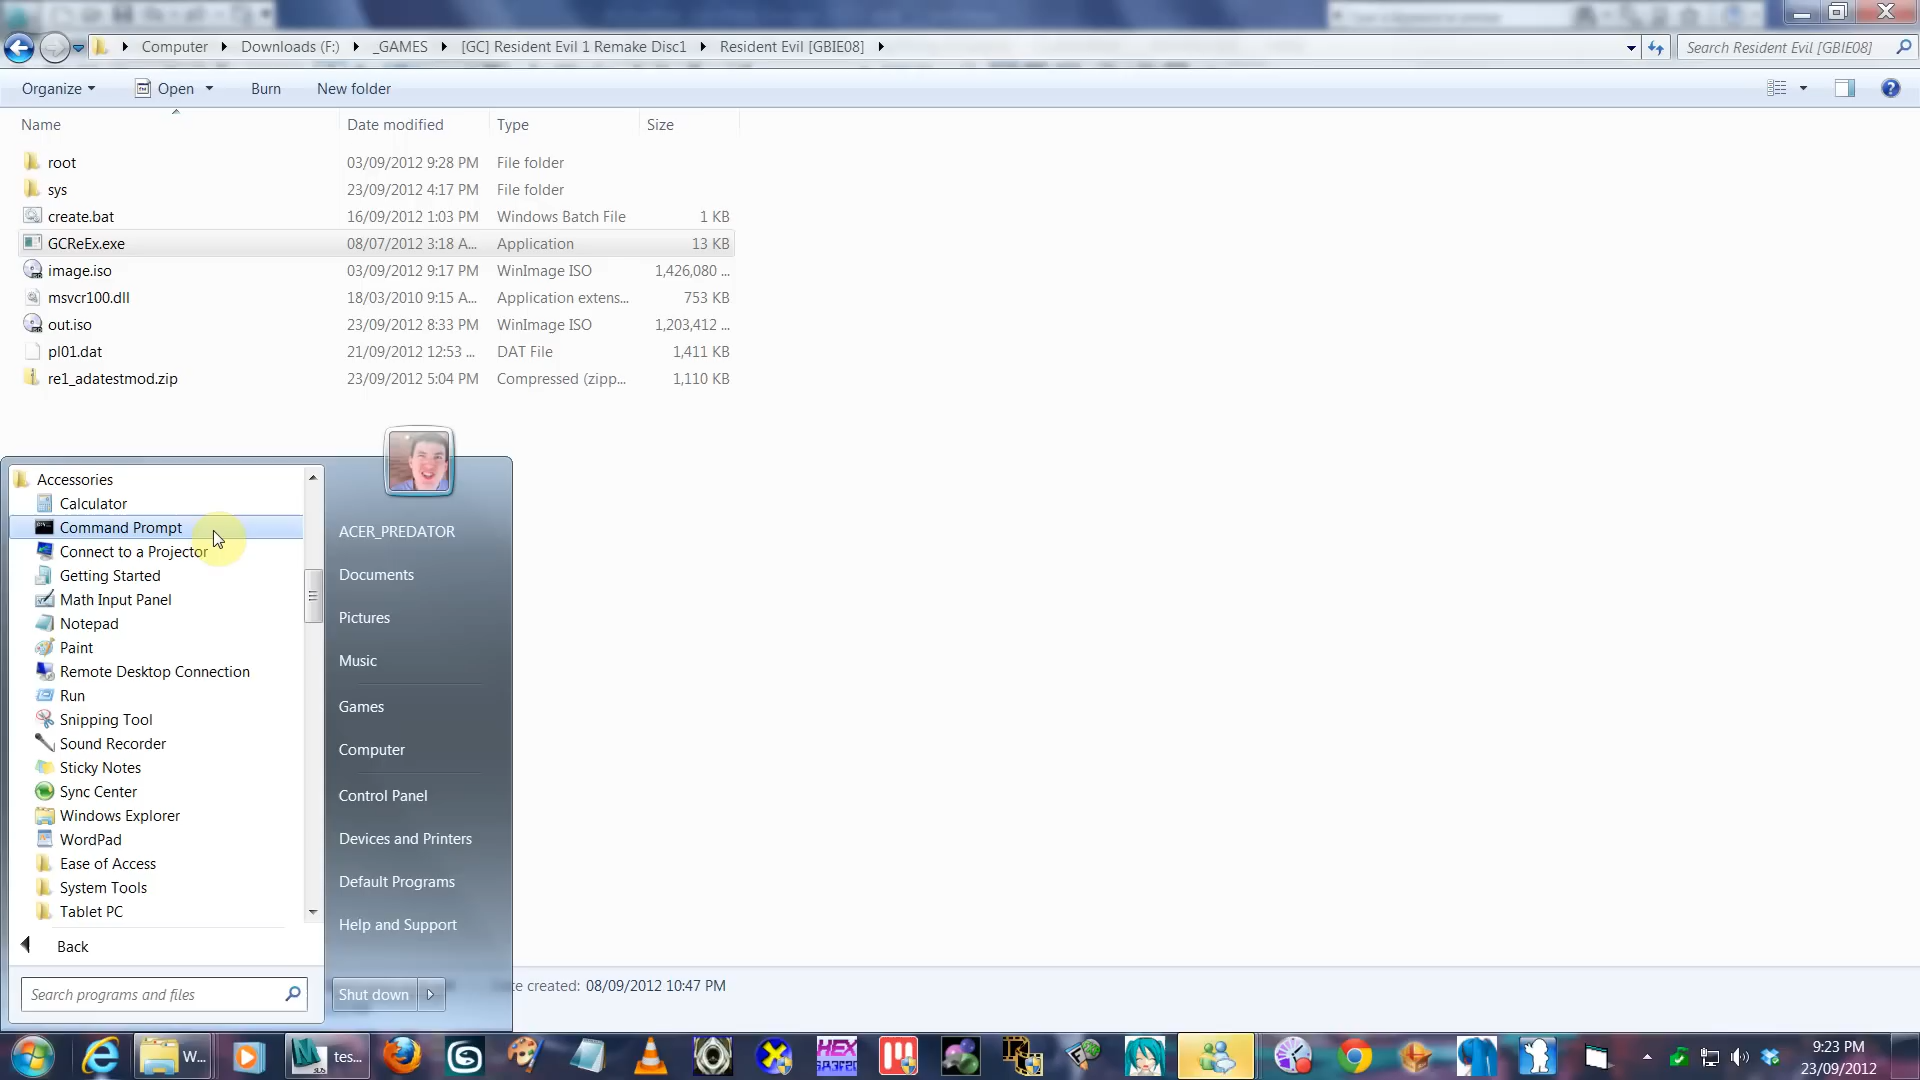 Computer Downloads (F:) _GAMES [GC] Resident Evil 1 Remake Disc1 Resident Evil [GBIE08] Search Resident Evil [GBIE08]
Organize Open Burn New folder
Name Date modified Type Size
root 03/09/2012 9:28 PM File folder
sys 23/09/2012 4:17 PM File folder
create.bat 16/09/2012 1:03 PM Windows Batch File 1 KB
GCReEx.exe 08/07/2012 3:18 A... Application 13 KB
image.iso 03/09/2012 9:17 PM WinImage ISO 1,426,080 ...
msvcr100.dll 18/03/2010 9:15 A... Application extens... 753 KB
out.iso 23/09/2012 8:33 PM WinImage ISO 1,203,412 ...
pl01.dat 21/09/2012 12:53 ... DAT File 1,411 KB
re1_adatestmod.zip 23/09/2012 5:04 PM Compressed (zipp... 1,110 KB
Accessories
Calculator
Command Prompt
Connect to a Projector
Getting Started
Math Input Panel
Notepad
Paint
Remote Desktop Connection
Run
Snipping Tool
Sound Recorder
Sticky Notes
Sync Center
Windows Explorer
WordPad
Ease of Access
System Tools
Tablet PC
Back
Search programs and files
ACER_PREDATOR
Documents
Pictures
Music
Games
Computer
Control Panel
Devices and Printers
Default Programs
Help and Support
Shut down
created: 08/09/2012 10:47 PM
W...
tes...
HEX
9:23 PM
23/09/2012